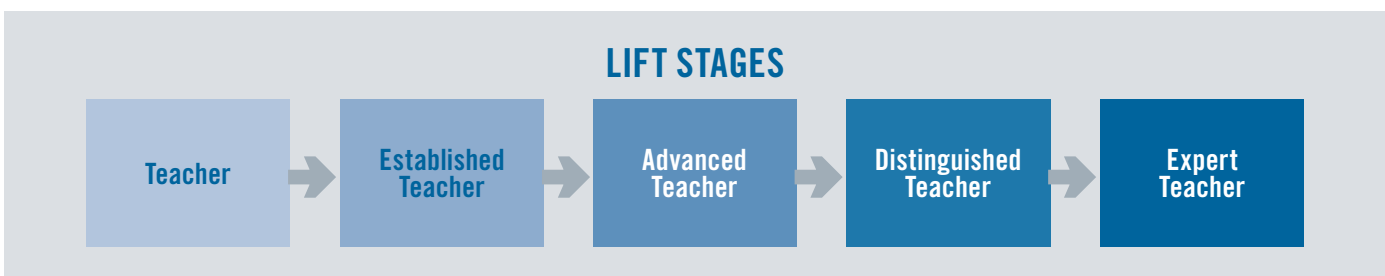 LIFT STAGES
Teacher
Established
Teacher
Advanced
Teacher
Distinguished
Teacher
Expert
Teacher